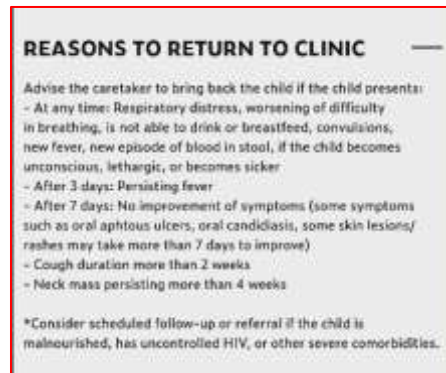 REASONS TO RETURN TO CLINIC
Advise the caretaker to bring back the child if the child presents:
- At any time: Respiratory distress, worsening of difficulty
in breathing, is not able to drink or breastfeed, convulsions,
new fever, new episode of blood in stool, if the child becomes
unconscious, lethargic, or becomes sicker
- After 3 days: Persisting fever
- After 7 days: No improvement of symptoms (some symptoms
such as oral aphtous ulcers, oral candidiasis, some skin lesions/
rashes may take more than 7 days to improve)
- Cough duration more than 2 weeks
- Neck mass persisting more than 4 weeks
*Consider scheduled follow-up or referral if the child is
malnourished, has uncontrolled HIV, or other severe comorbidities.